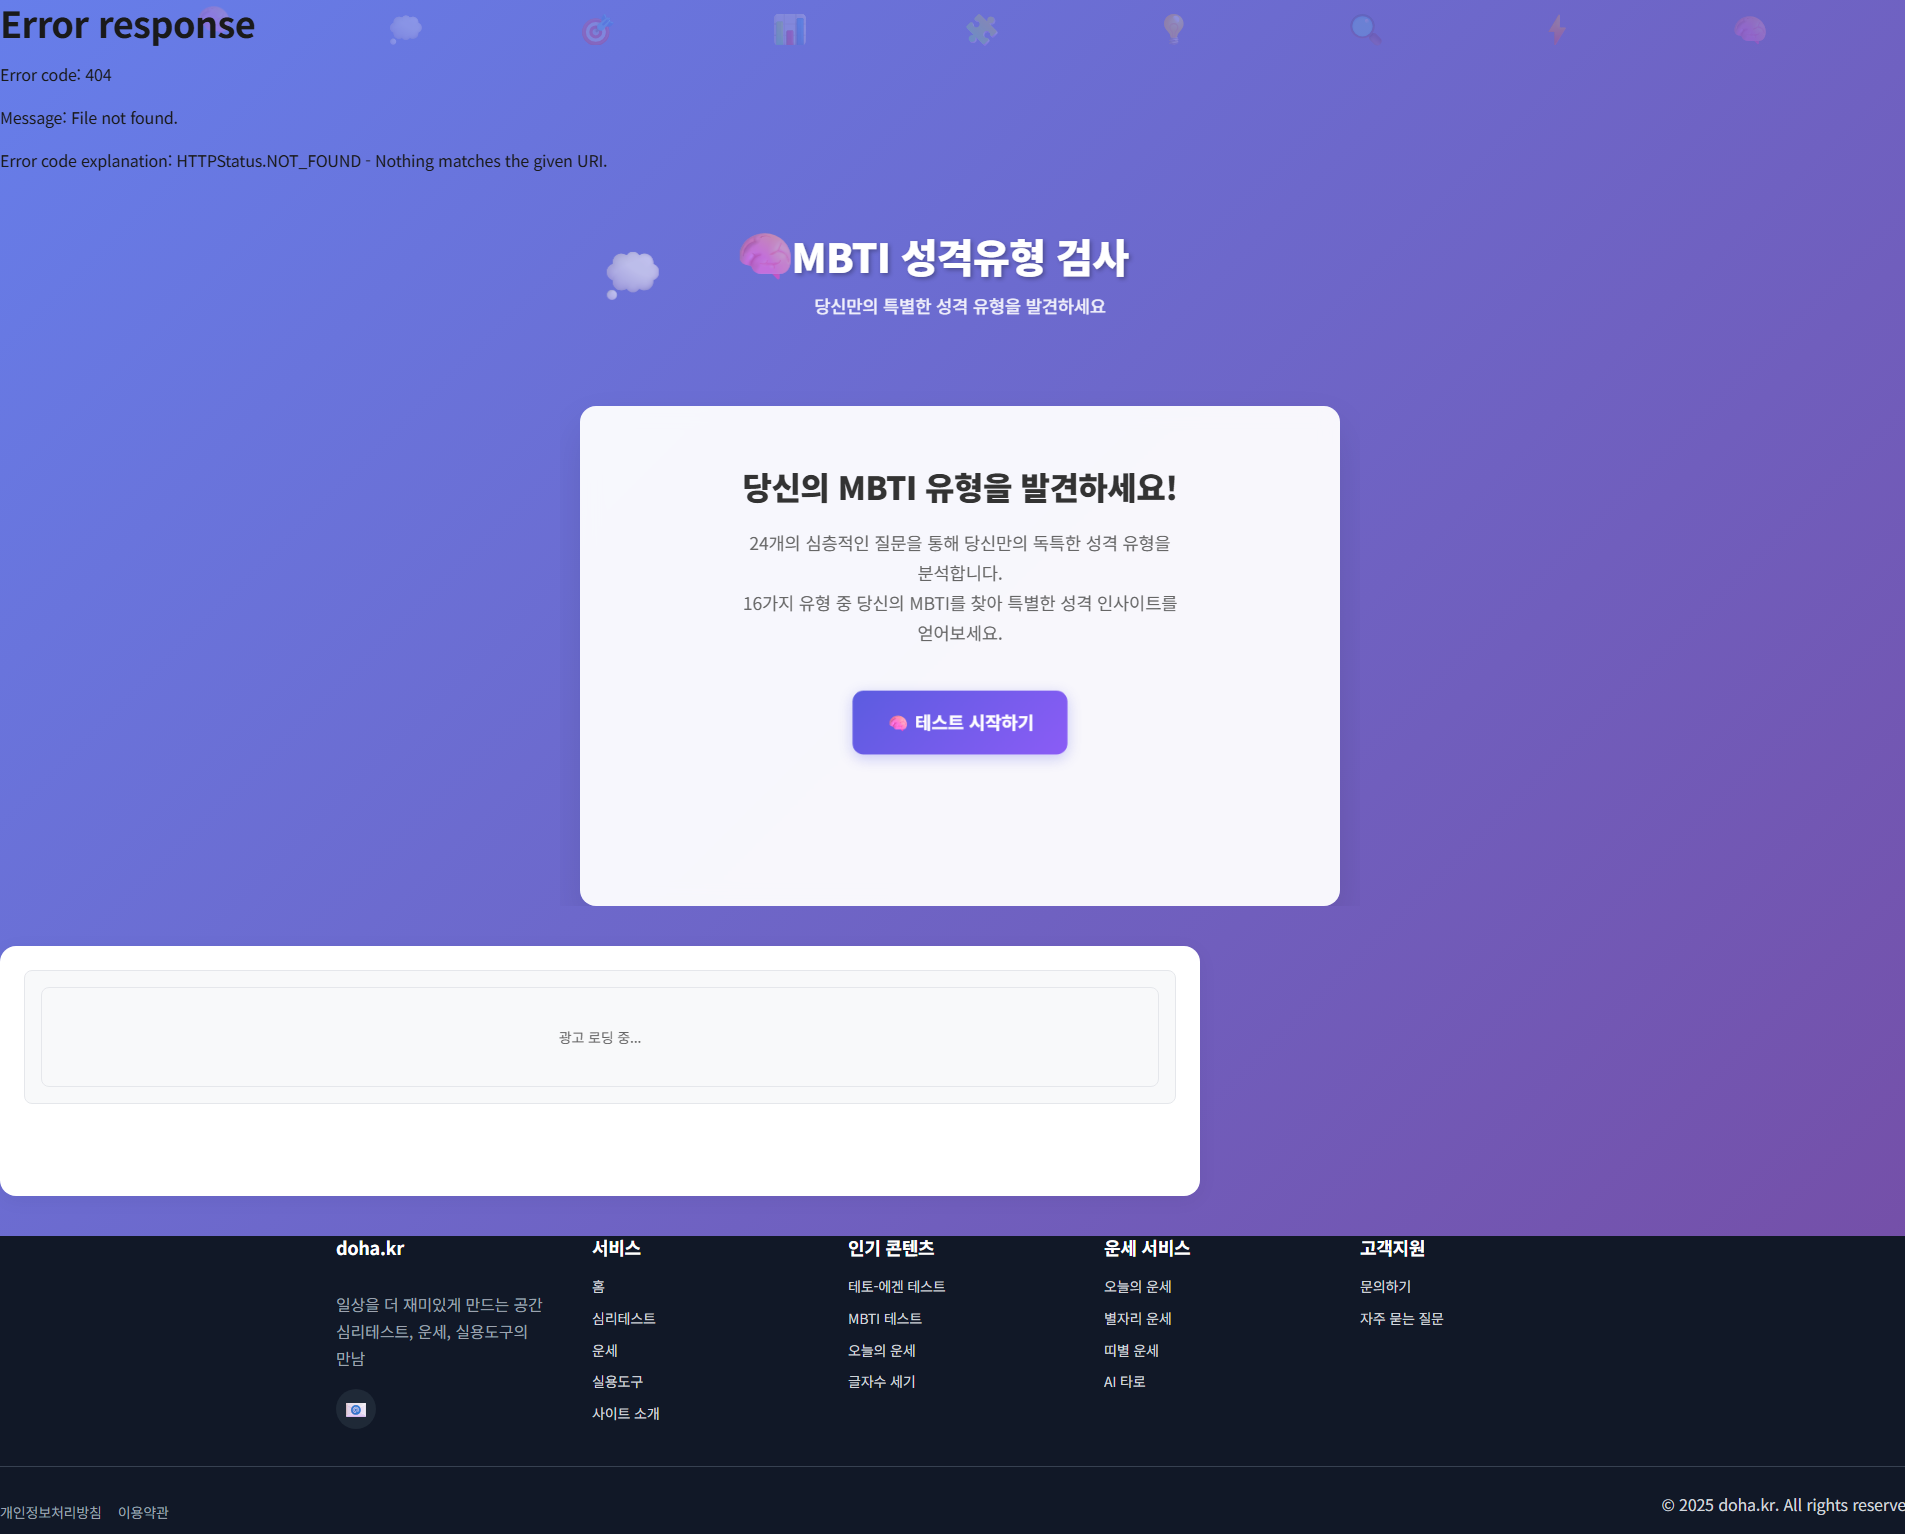 Error response
Error code: 404
Message: File not found.
Error code explanation: HTTPStatus.NOT_FOUND - Nothing matches the given URI.
MBTI 성격유형 검사
당신만의 특별한 성격 유형을 발견하세요
당신의 MBTI 유형을 발견하세요!
24개의 심층적인 질문을 통해 당신만의 독특한 성격 유형을
분석합니다.
16가지 유형 중 당신의 MBTI를 찾아 특별한 성격 인사이트를
얻어보세요.
테스트 시작하기
광고 로딩 중...
doha.kr
일상을 더 재미있게 만드는 공간
심리테스트, 운세, 실용도구의
만남
서비스
홈
심리테스트
운세
실용도구
사이트 소개
인기 콘텐츠
테토-에겐 테스트
MBTI 테스트
오늘의 운세
글자수 세기
운세 서비스
오늘의 운세
별자리 운세
띠별 운세
AI 타로
고객지원
문의하기
자주 묻는 질문
개인정보처리방침 이용약관
© 2025 doha.kr. All rights reserve